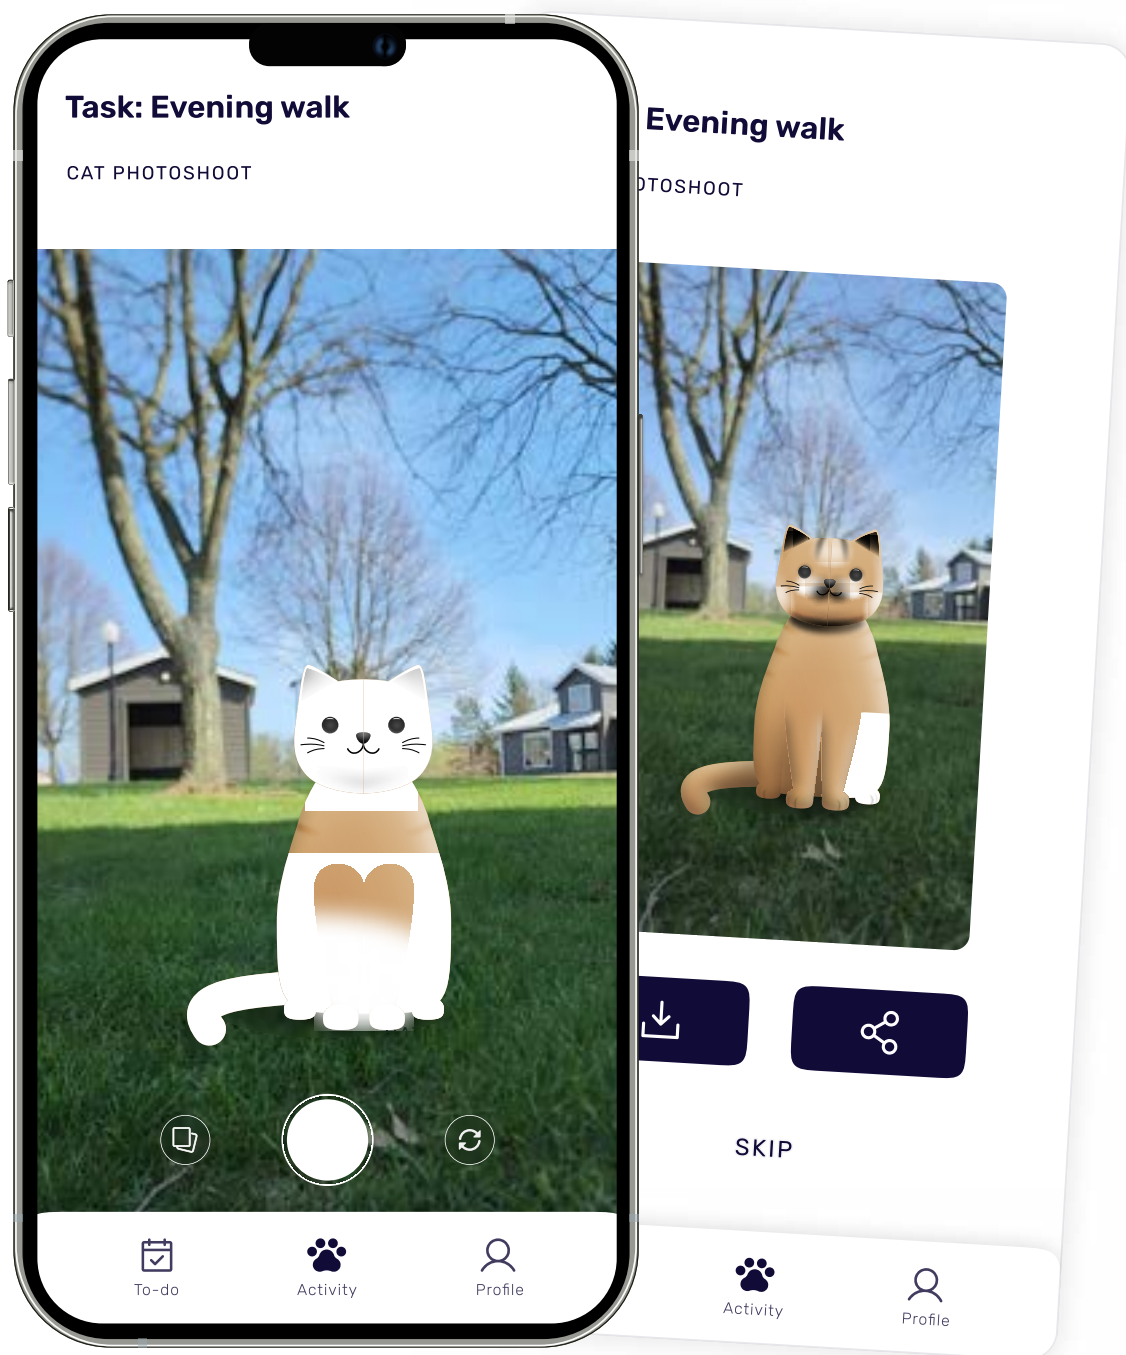 Task: Evening walk
CAT PHOTOSHOOT
To-do
Activity
Profile
Evening walk
OTOSHOOT
SKIP
Activity
Profile